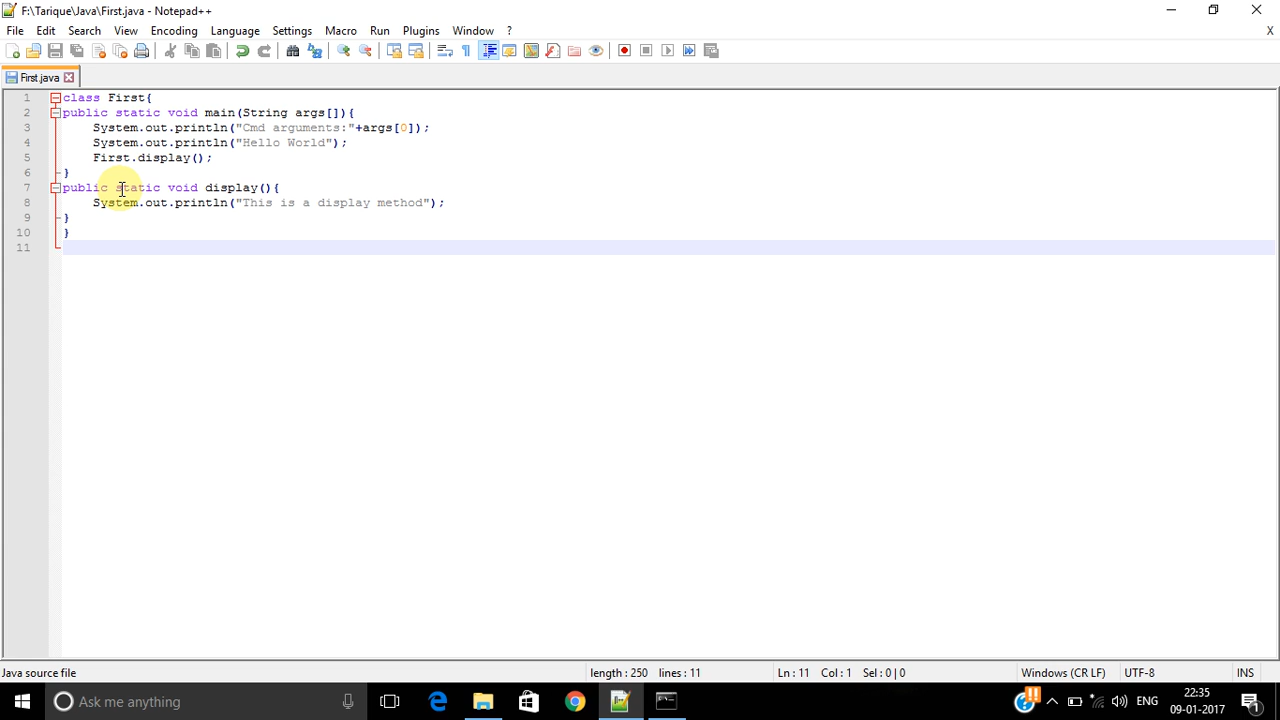 F:\Tarique\Java\First.java - Notepad++
File Edit Search View Encoding Language Settings Macro Run Plugins Window ? X
First.java
1 class First{
2 public static void main(String args[]){
3 System.out.println("Cmd arguments:"+args[0]);
4 System.out.println("Hello World");
5 First.display();
6 }
7 public static void display(){
8 System.out.println("This is a display method");
9 }
10 }
11
Java source file length : 250 lines : 11 Ln : 11 Col : 1 Sel : 0 | 0 Windows (CR LF) UTF-8 INS
Ask me anything
ENG
22:35
09-01-2017
1